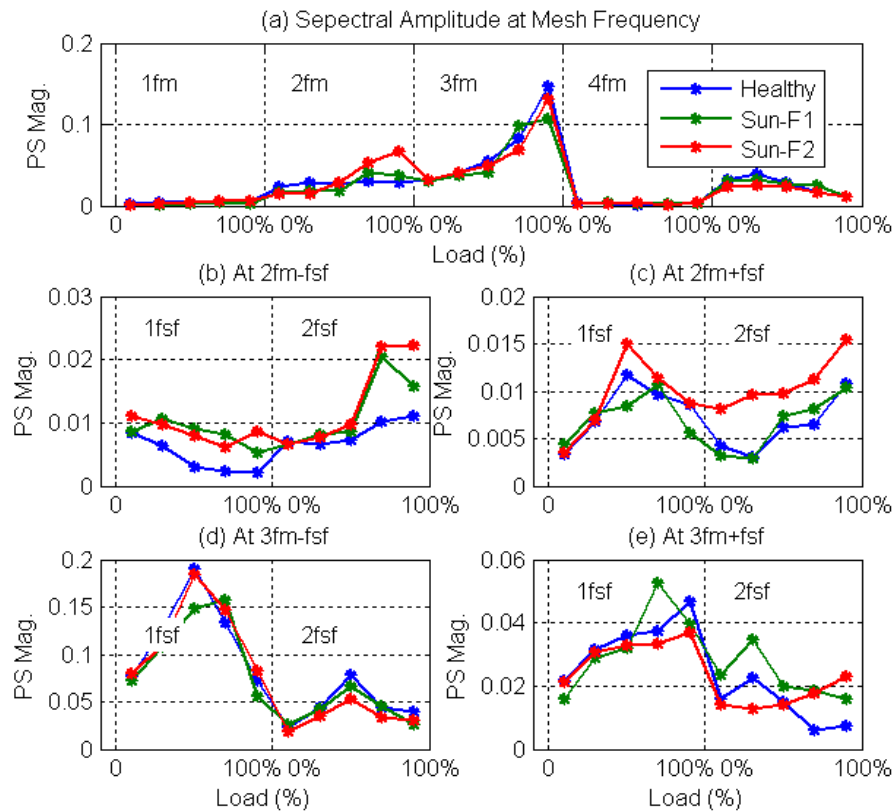 (a) Sepectral Amplitude at Mesh Frequency
0.2
0.1
0
PS Mag.
1fm
2fm
3fm
4fm
Healthy
Sun-F1
Sun-F2
0
100% 0%
100% 0%
100% 0%
100% 0%
100%
Load (%)
(b) At 2fm-fsf
0.03
0.02
0.01
0
PS Mag.
1fsf
2fsf
0
100% 0%
100%
(c) At 2fm+fsf
0.02
0.015
0.01
0.005
0
PS Mag.
1fsf
2fsf
0
100% 0%
100%
(d) At 3fm-fsf
0.2
0.15
0.1
0.05
0
PS Mag.
1fsf
2fsf
0
100% 0%
100%
Load (%)
(e) At 3fm+fsf
0.06
0.04
0.02
0
PS Mag.
1fsf
2fsf
0
100% 0%
100%
Load (%)